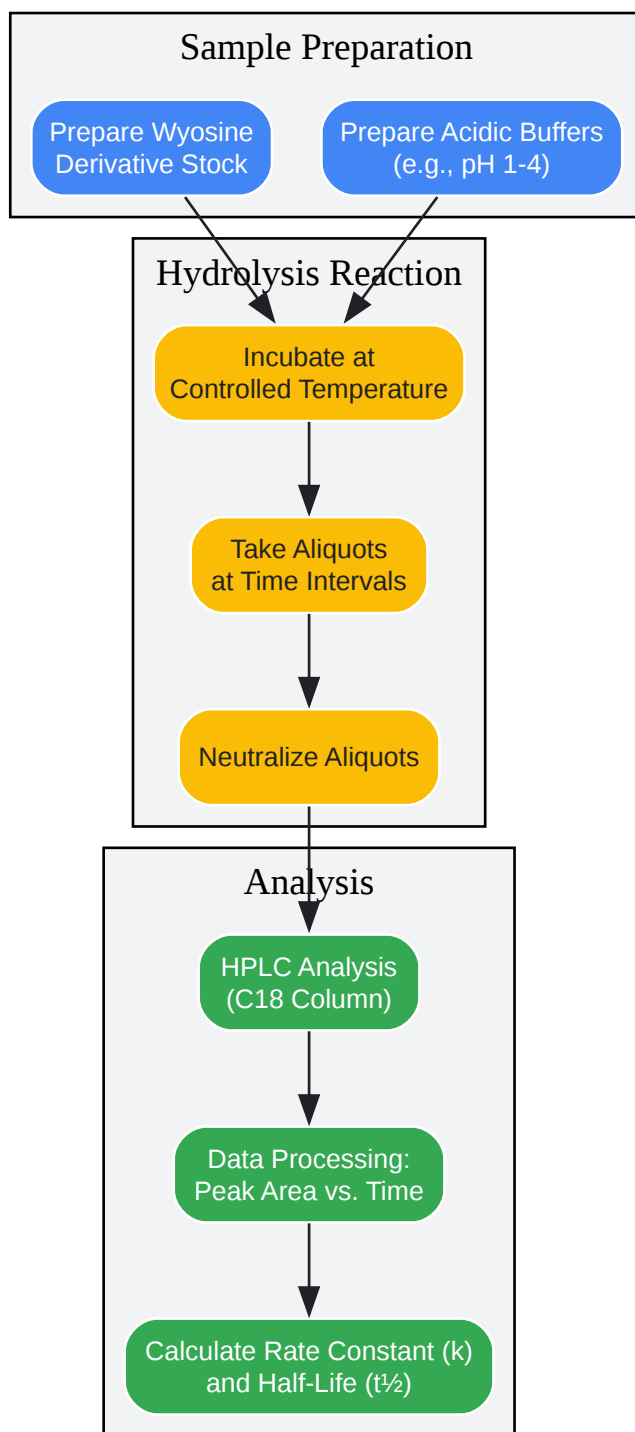 Sample Preparation
Prepare Wyosine
Derivative Stock
Prepare Acidic Buffers
(e.g., pH 1-4)
Hydrolysis Reaction
Incubate at
Controlled Temperature
Take Aliquots
at Time Intervals
Neutralize Aliquots
Analysis
HPLC Analysis
(C18 Column)
Data Processing:
Peak Area vs. Time
Calculate Rate Constant (k)
and Half-Life (t½)